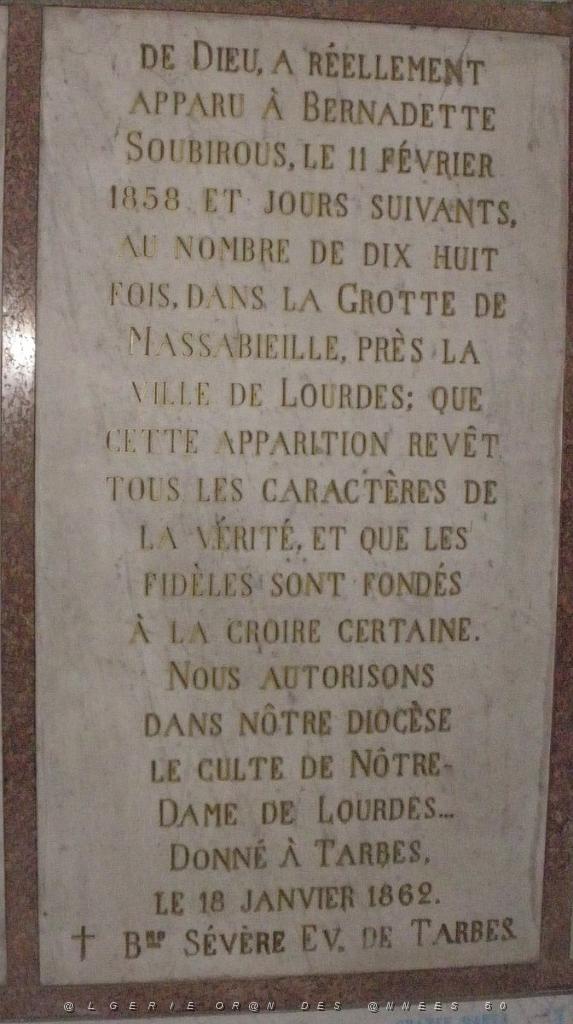 DE DIEU, A RÉELLEMENT
APPARU À BERNADETTE
SOUBIROUS, LE 11 FÉVRIER
1858 ET JOURS SUIVANTS,
AU NOMBRE DE DIX HUIT
FOIS, DANS LA GROTTE DE
MASSABIEILLE, PRÈS LA
VILLE DE LOURDES; QUE
CETTE APPARITION REVÊT
TOUS LES CARACTÈRES DE
LA VÉRITÉ, ET QUE LES
FIDÈLES SONT FONDÉS
À LA CROIRE CERTAINE.
NOUS AUTORISONS
DANS NÔTRE DIOCÈSE
LE CULTE DE NÔTRE-
DAME DE LOURDES...
DONNÉ À TARBES,
LE 18 JANVIER 1862.
† BRD SÉVÈRE EV. DE TARBES.
@LGERIE OR@N DES @NNEES 50